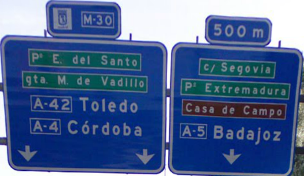 M-30
Pº E. del Santo
gta. M. de Vadillo
A-42 Toledo
A-4 Córdoba
500 m
c/ Segovia
Pº Extremadura
Casa de Campo
A-5 Badajoz